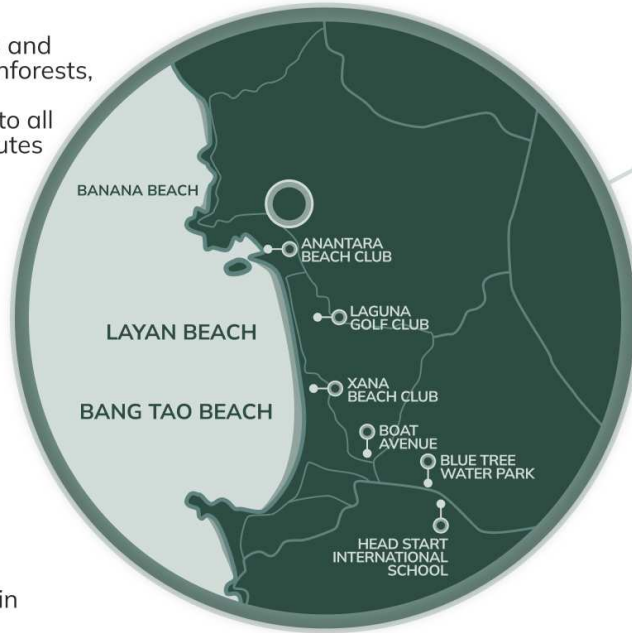 and
nforests,
to all
utes
BANANA BEACH
ANANTARA
BEACH CLUB
LAYAN BEACH
LAGUNA
GOLF CLUB
BANG TAO BEACH
XANA
BEACH CLUB
BOAT
AVENUE
BLUE TREE
WATER PARK
HEAD START
INTERNATIONAL
SCHOOL
in